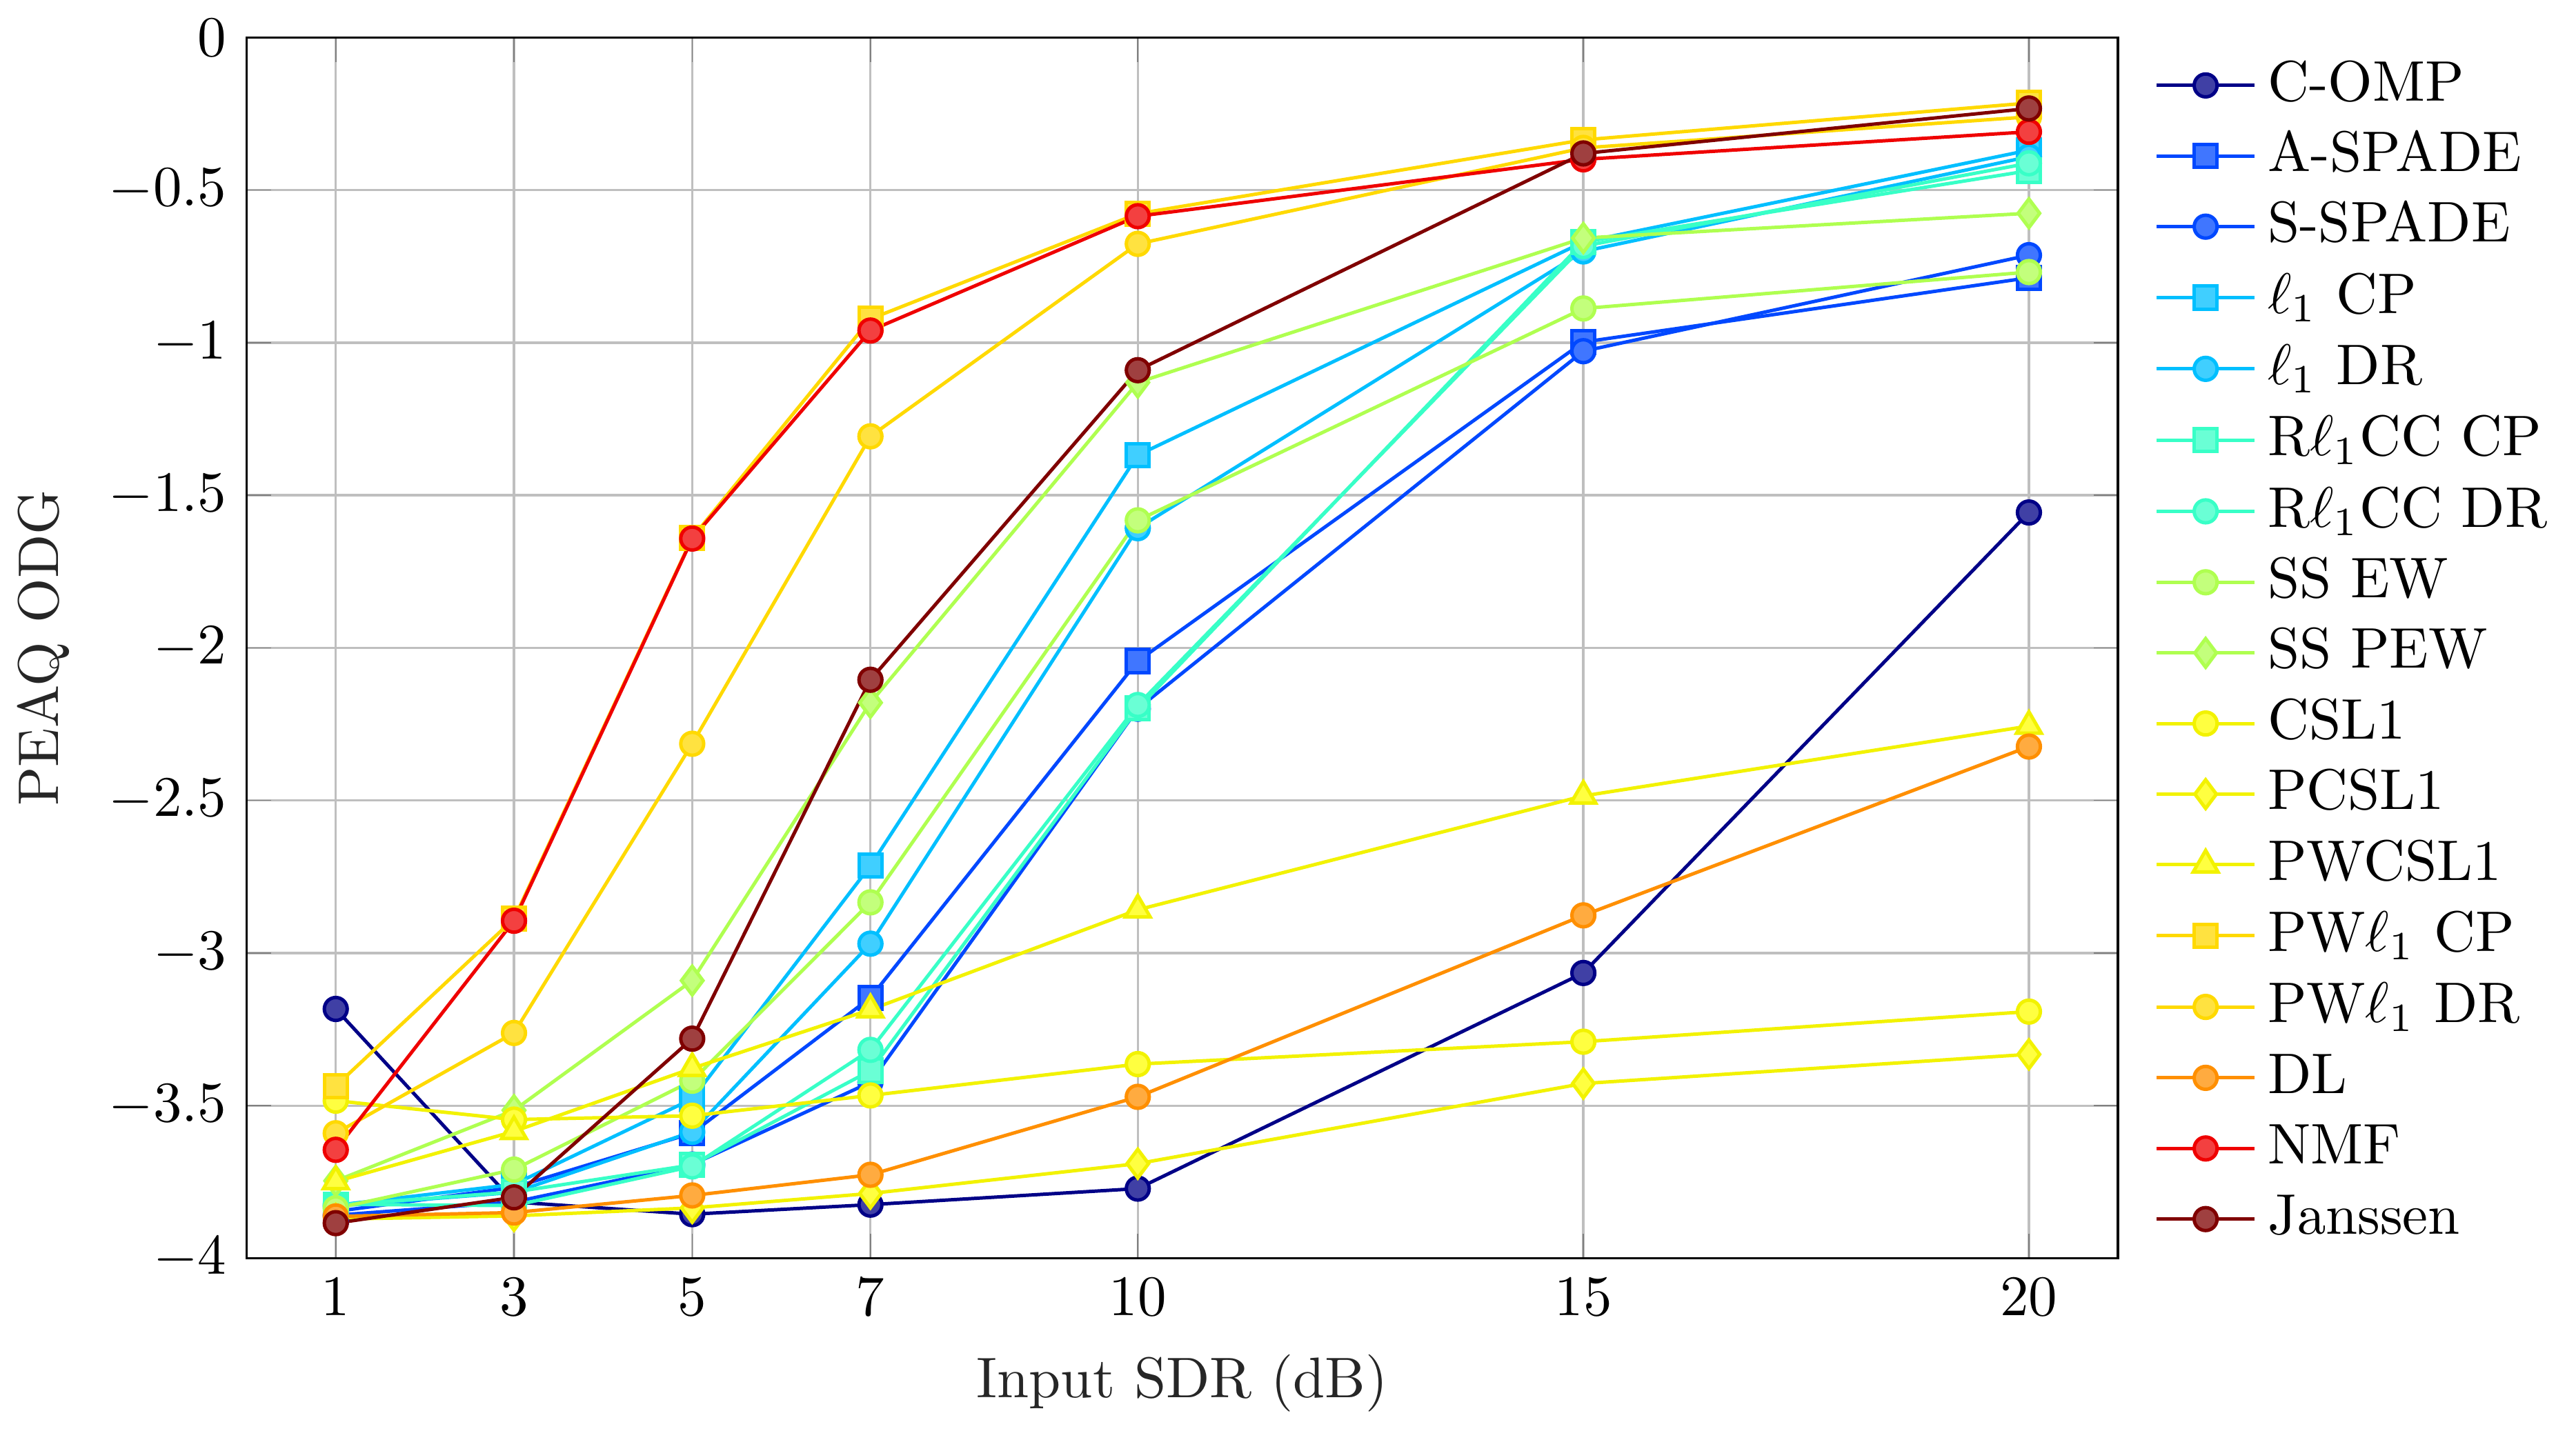 PEAQ ODG
0
−0.5
−1
−1.5
−2
−2.5
−3
−3.5
−4
1 3 5 7 10 15 20
Input SDR (dB)
C-OMP
A-SPADE
S-SPADE
ℓ₁ CP
ℓ₁ DR
Rℓ₁CC CP
Rℓ₁CC DR
SS EW
SS PEW
CSL1
PCSL1
PWCSL1
PWℓ₁ CP
PWℓ₁ DR
DL
NMF
Janssen